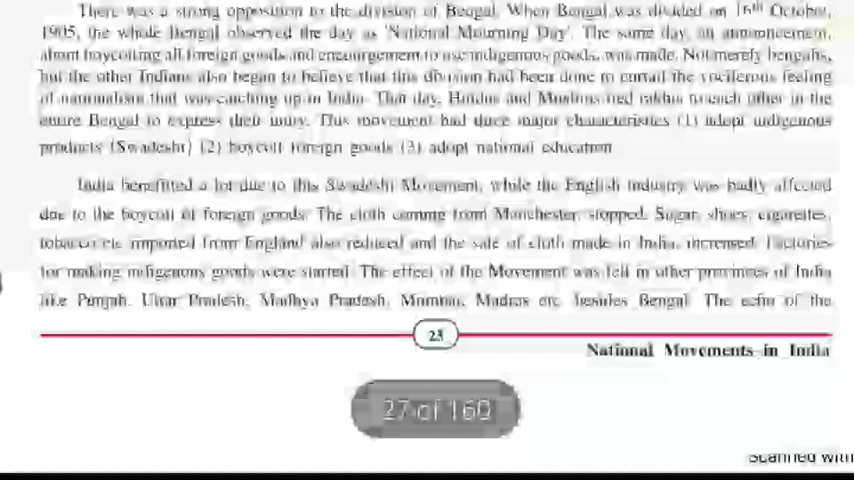 There was a strong opposition to the division of Bengal. When Bengal was divided on 16th October,
1905, the whole Bengal observed the day as 'National Mourning Day'. The same day, an announcement,
about boycotting all foreign goods and encourgement to use indigenous goods, was made. Not merely bengalis,
but the other Indians also began to believe that this division had been done to curtail the vociferous feeling
of nationalism that was catching up in India. That day, Hindus and Muslims tied rakhis to each other in the
entire Bengal to express their unity. This movement had three major characteristics (1) adopt indigenous
products (Swadeshi) (2) boycott foreign goods (3) adopt national education
India benefitted a lot due to this Swadeshi Movement, while the English industry was badly affected
due to the boycott of foreign goods. The cloth coming from Manchester, stopped. Sugar, shoes, cigarettes,
tobacco etc imported from England also reduced and the sale of cloth made in India, increased. Factories
for making indigenous goods were started. The effect of the Movement was felt in other provinces of India
like Punjab, Uttar Pradesh, Madhya Pradesh, Mumbai, Madras etc. besides Bengal. The echo of the
23
National Movements in India
27 of 160
Scanned with